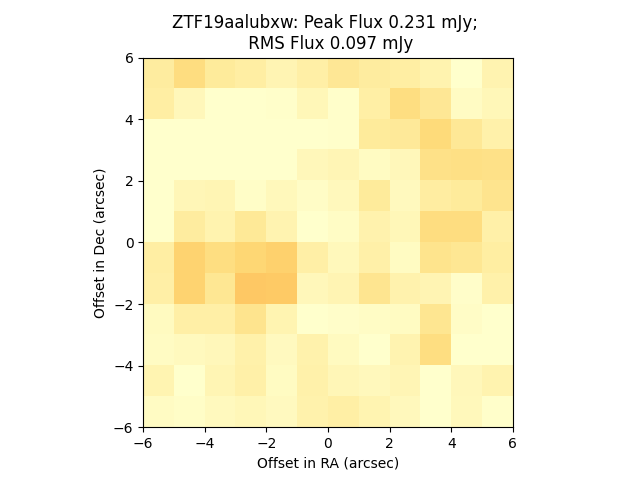 ZTF19aalubxw: Peak Flux 0.231 mJy;
RMS Flux 0.097 mJy
6
4
2
0
−2
−4
−6
Offset in Dec (arcsec)
−6 −4 −2 0 2 4 6
Offset in RA (arcsec)